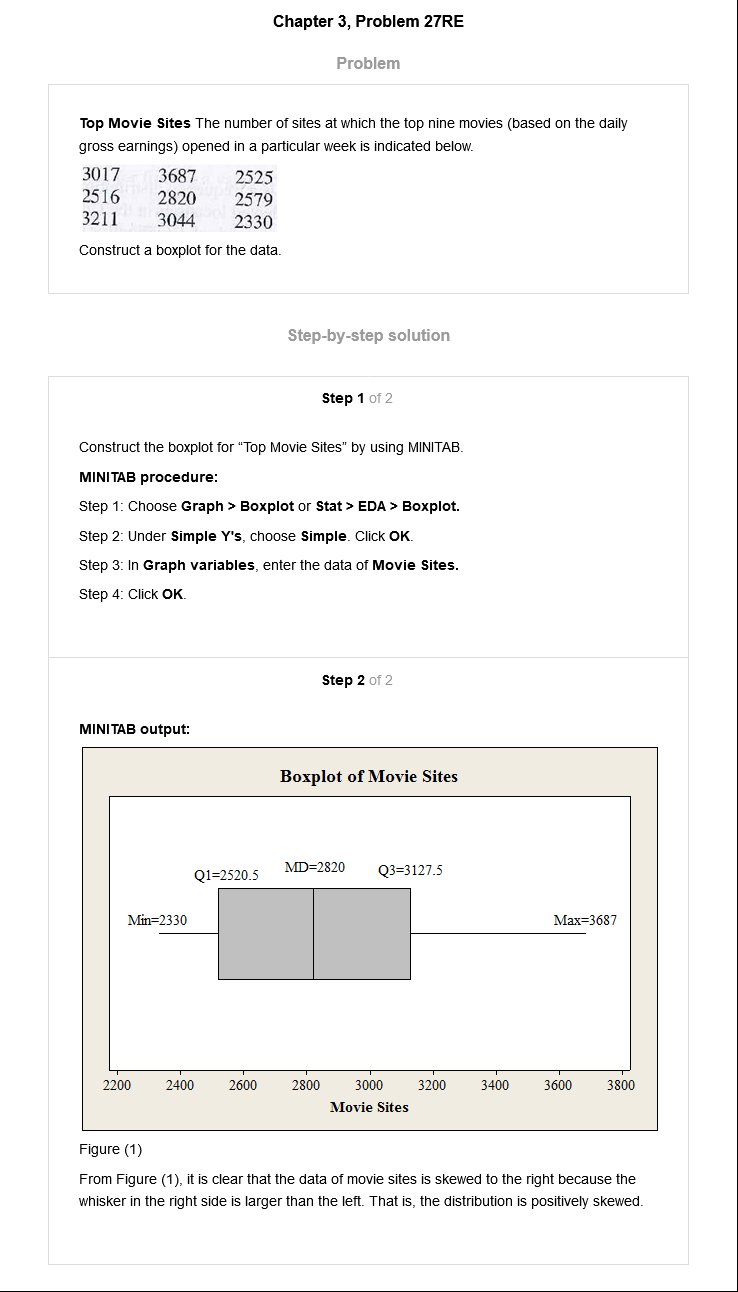 Chapter 3, Problem 27RE
Problem
Top Movie Sites The number of sites at which the top nine movies (based on the daily
gross earnings) opened in a particular week is indicated below.
3017 3687 2525
2516 2820 2579
3211 3044 2330
Construct a boxplot for the data.
Step-by-step solution
Step 1 of 2
Construct the boxplot for “Top Movie Sites” by using MINITAB.
MINITAB procedure:
Step 1: Choose Graph > Boxplot or Stat > EDA > Boxplot.
Step 2: Under Simple Y's, choose Simple. Click OK.
Step 3: In Graph variables, enter the data of Movie Sites.
Step 4: Click OK.
Step 2 of 2
MINITAB output:
Boxplot of Movie Sites
Q1=2520.5 MD=2820 Q3=3127.5
Min=2330 Max=3687
2200 2400 2600 2800 3000 3200 3400 3600 3800
Movie Sites
Figure (1)
From Figure (1), it is clear that the data of movie sites is skewed to the right because the
whisker in the right side is larger than the left. That is, the distribution is positively skewed.